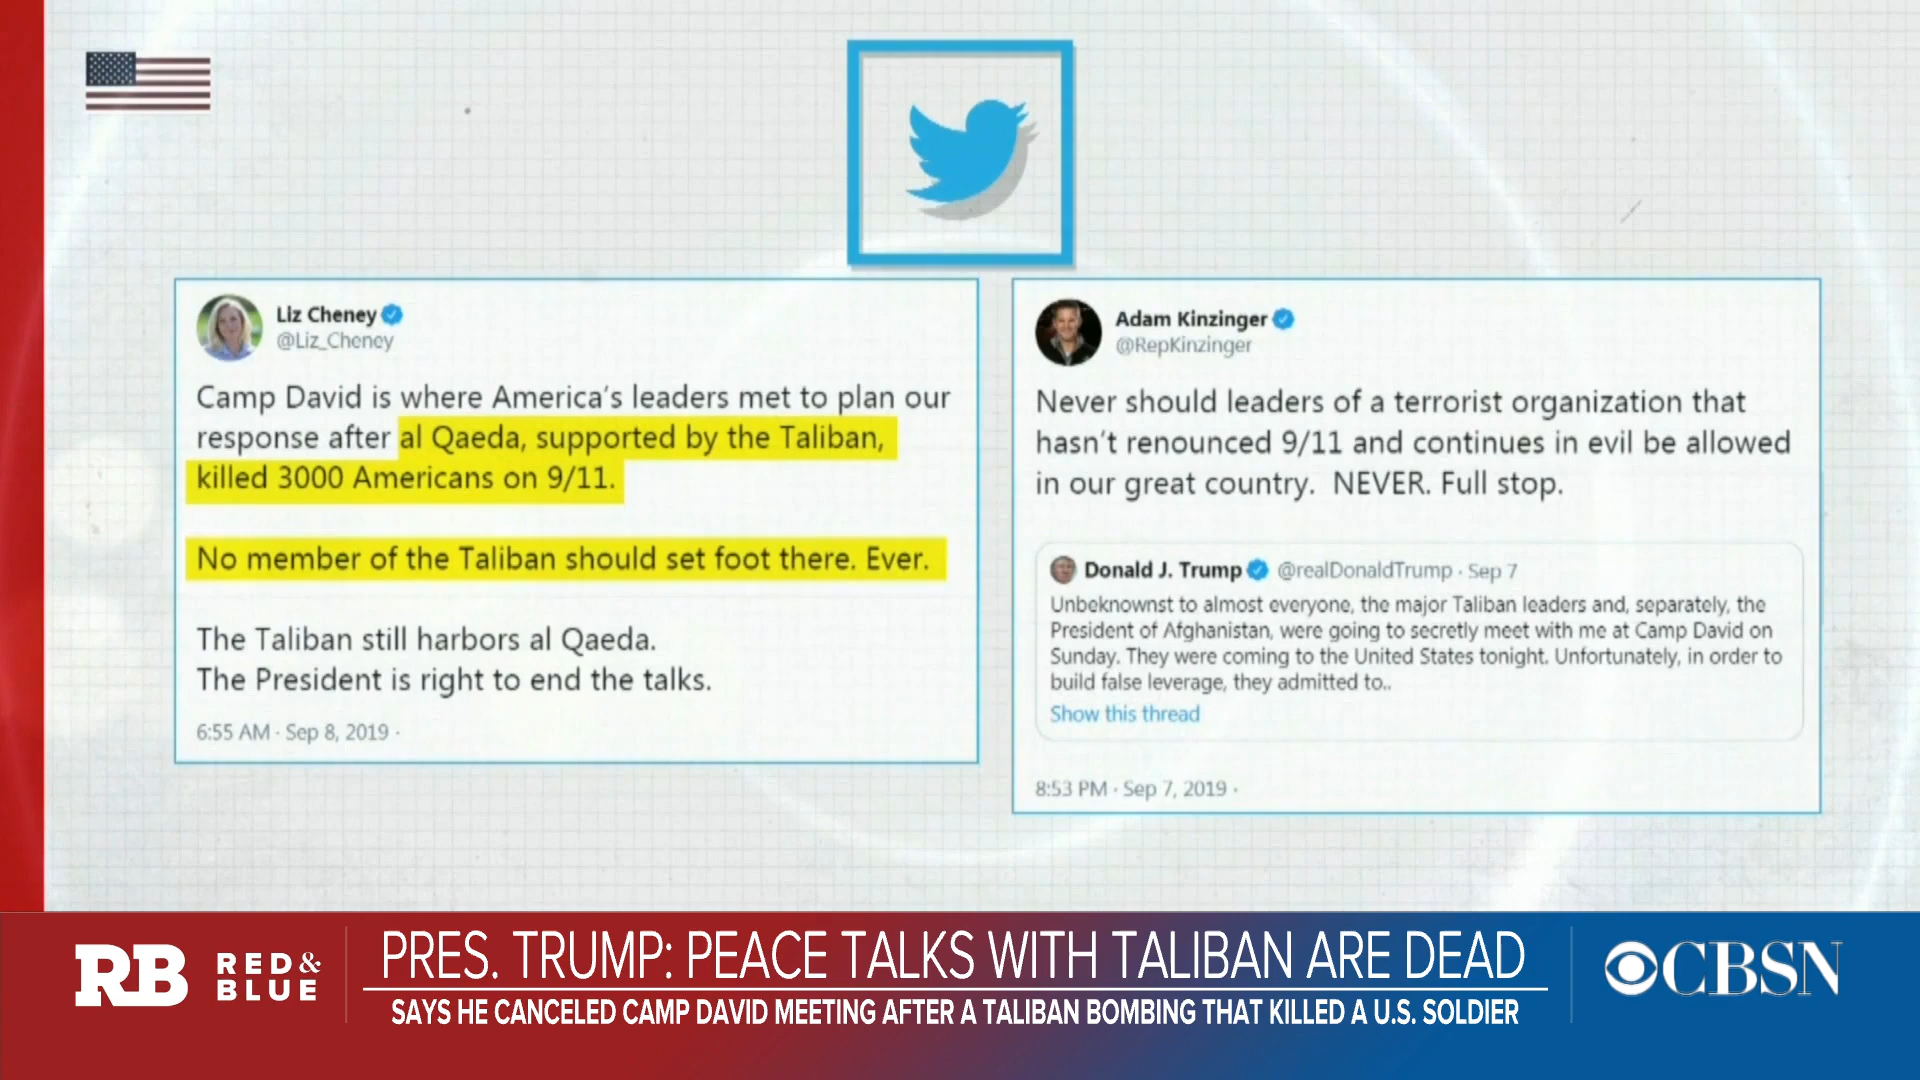 Liz Cheney
@Liz_Cheney
Camp David is where America's leaders met to plan our
response after al Qaeda, supported by the Taliban,
killed 3000 Americans on 9/11.
No member of the Taliban should set foot there. Ever.
The Taliban still harbors al Qaeda.
The President is right to end the talks.
6:55 AM · Sep 8, 2019 ·
Adam Kinzinger
@RepKinzinger
Never should leaders of a terrorist organization that
hasn't renounced 9/11 and continues in evil be allowed
in our great country. NEVER. Full stop.
Donald J. Trump @realDonaldTrump · Sep 7
Unbeknownst to almost everyone, the major Taliban leaders and, separately, the
President of Afghanistan, were going to secretly meet with me at Camp David on
Sunday. They were coming to the United States tonight. Unfortunately, in order to
build false leverage, they admitted to..
Show this thread
8:53 PM · Sep 7, 2019 ·
RB RED & BLUE
PRES. TRUMP: PEACE TALKS WITH TALIBAN ARE DEAD
SAYS HE CANCELED CAMP DAVID MEETING AFTER A TALIBAN BOMBING THAT KILLED A U.S. SOLDIER
CBSN